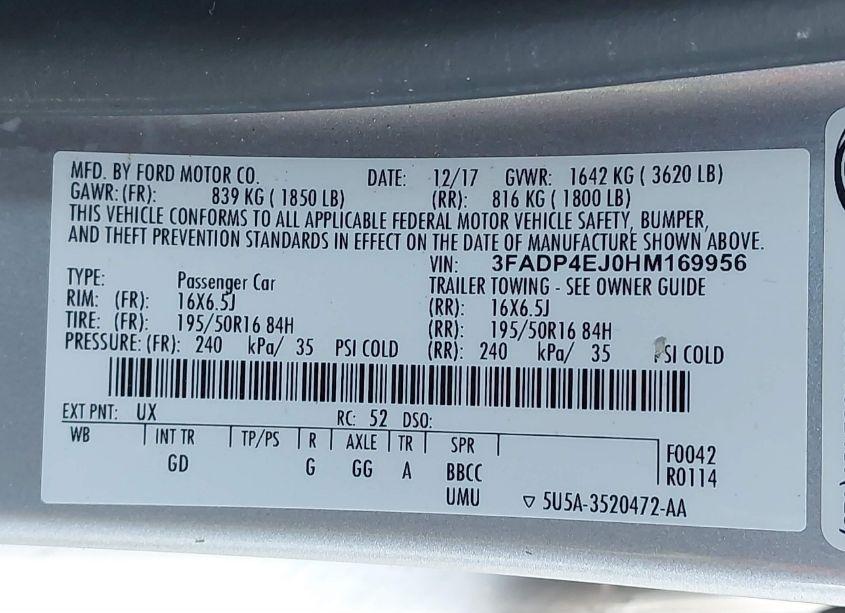 MFD. BY FORD MOTOR CO. DATE: 12/17 GVWR: 1642 KG ( 3620 LB)
GAWR: (FR): 839 KG ( 1850 LB) (RR): 816 KG ( 1800 LB)
THIS VEHICLE CONFORMS TO ALL APPLICABLE FEDERAL MOTOR VEHICLE SAFETY, BUMPER,
AND THEFT PREVENTION STANDARDS IN EFFECT ON THE DATE OF MANUFACTURE SHOWN ABOVE.
VIN: 3FADP4EJ0HM169956
TYPE: Passenger Car TRAILER TOWING - SEE OWNER GUIDE
RIM: (FR): 16X6.5J (RR): 16X6.5J
TIRE: (FR): 195/50R16 84H (RR): 195/50R16 84H
PRESSURE: (FR): 240 kPa/ 35 PSI COLD (RR): 240 kPa/ 35 PSI COLD
EXT PNT: UX RC: 52 DSO:
WB INT TR TP/PS R AXLE TR SPR F0042
GD G GG A BBCC R0114
UMU ▽ 5U5A-3520472-AA